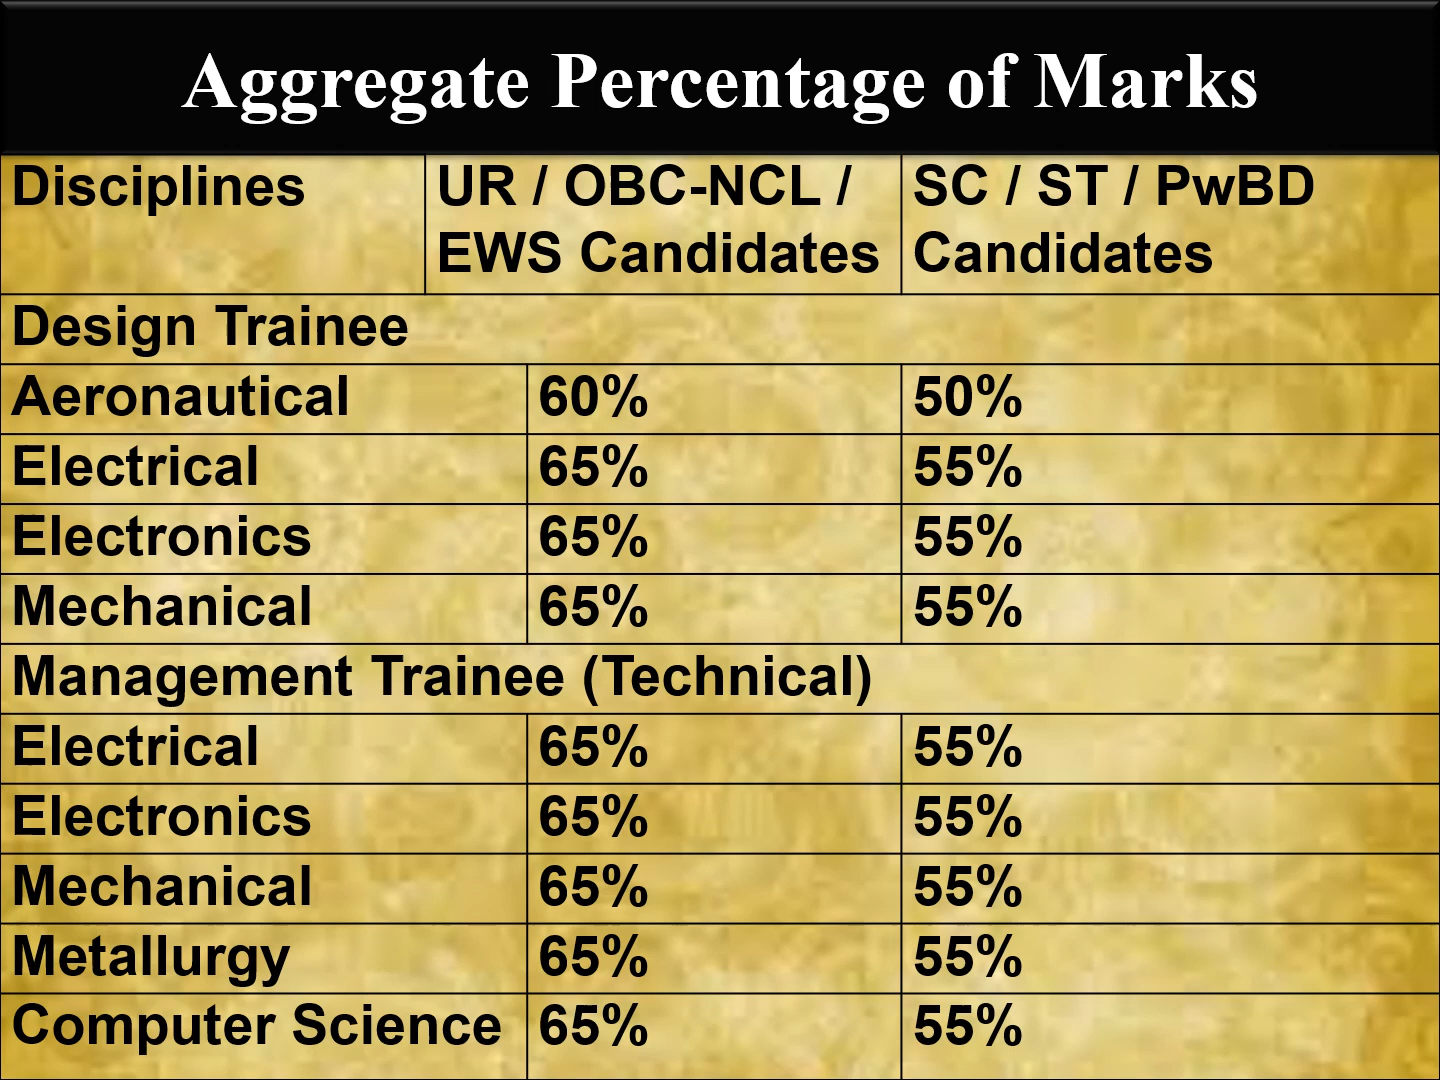 Aggregate Percentage of Marks
Disciplines
UR / OBC-NCL /
EWS Candidates
SC / ST / PwBD
Candidates
Design Trainee
Aeronautical 60% 50%
Electrical 65% 55%
Electronics 65% 55%
Mechanical 65% 55%
Management Trainee (Technical)
Electrical 65% 55%
Electronics 65% 55%
Mechanical 65% 55%
Metallurgy 65% 55%
Computer Science 65% 55%